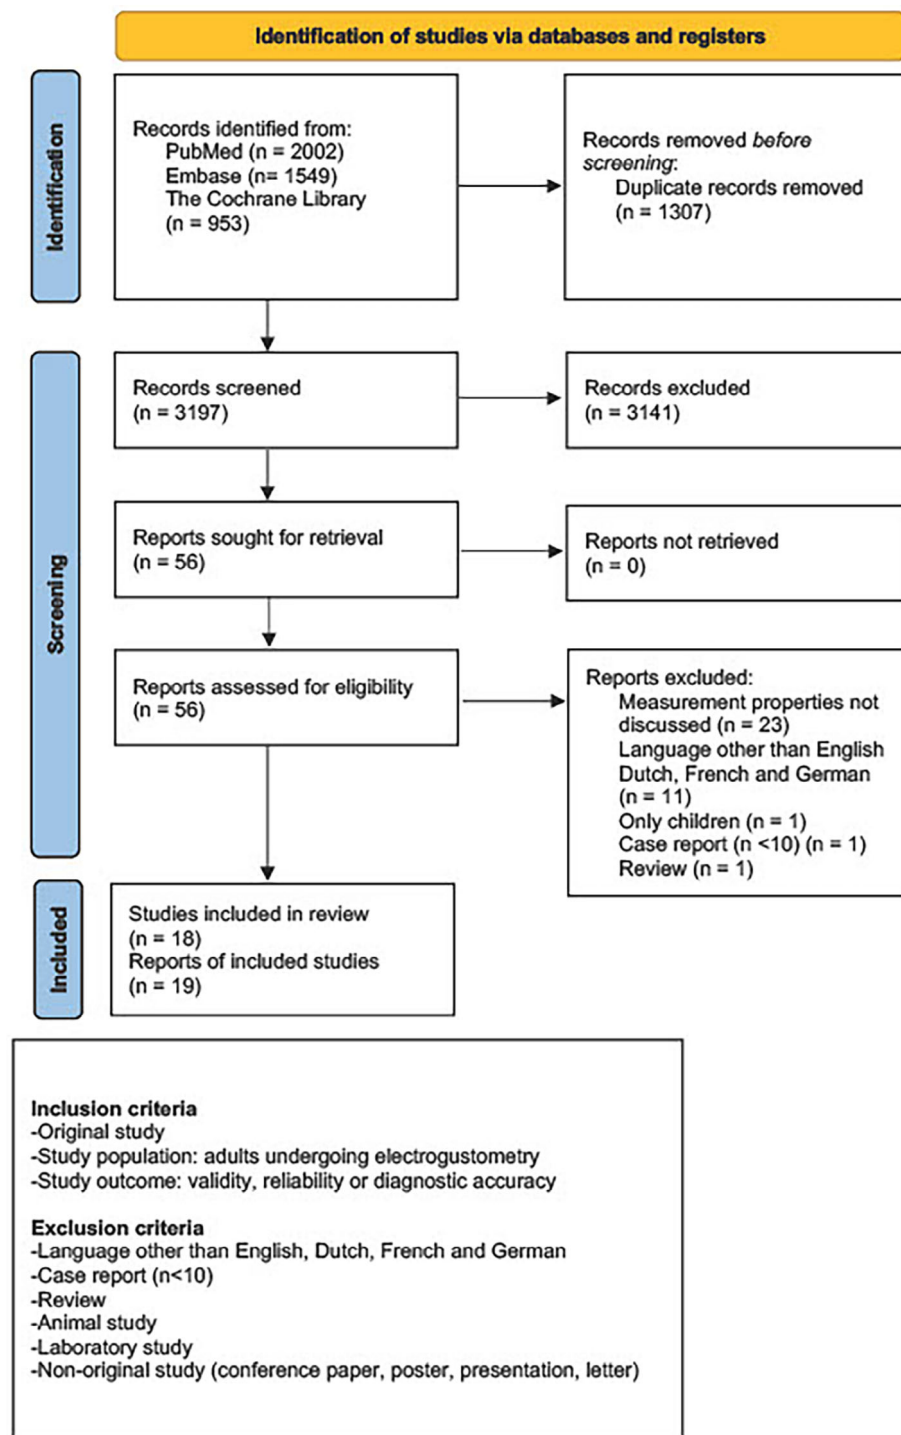 Identification of studies via databases and registers
Identification
Records identified from:
PubMed (n = 2002)
Embase (n= 1549)
The Cochrane Library
(n = 953)
Records removed before
screening:
Duplicate records removed
(n = 1307)
Screening
Records screened
(n = 3197)
Records excluded
(n = 3141)
Reports sought for retrieval
(n = 56)
Reports not retrieved
(n = 0)
Reports assessed for eligibility
(n = 56)
Reports excluded:
Measurement properties not
discussed (n = 23)
Language other than English
Dutch, French and German
(n = 11)
Only children (n = 1)
Case report (n <10) (n = 1)
Review (n = 1)
Included
Studies included in review
(n = 18)
Reports of included studies
(n = 19)
Inclusion criteria
-Original study
-Study population: adults undergoing electrogustometry
-Study outcome: validity, reliability or diagnostic accuracy
Exclusion criteria
-Language other than English, Dutch, French and German
-Case report (n<10)
-Review
-Animal study
-Laboratory study
-Non-original study (conference paper, poster, presentation, letter)